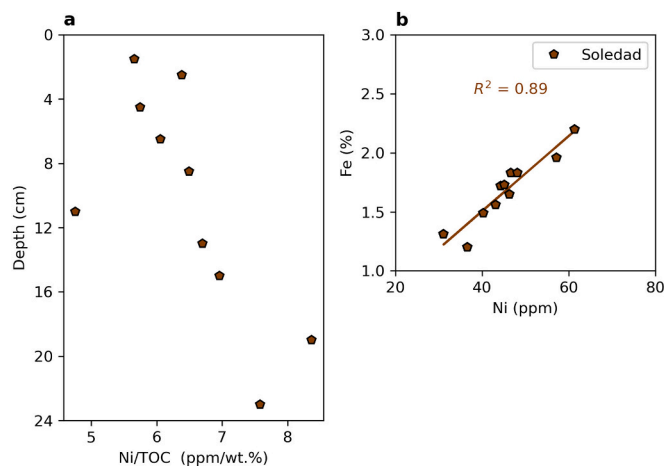 a
0
4
8
12
16
20
24
Depth (cm)
5 6 7 8
Ni/TOC (ppm/wt.%)
b
3.0
2.5
2.0
1.5
1.0
Fe (%)
Soledad
R² = 0.89
20 40 60 80
Ni (ppm)